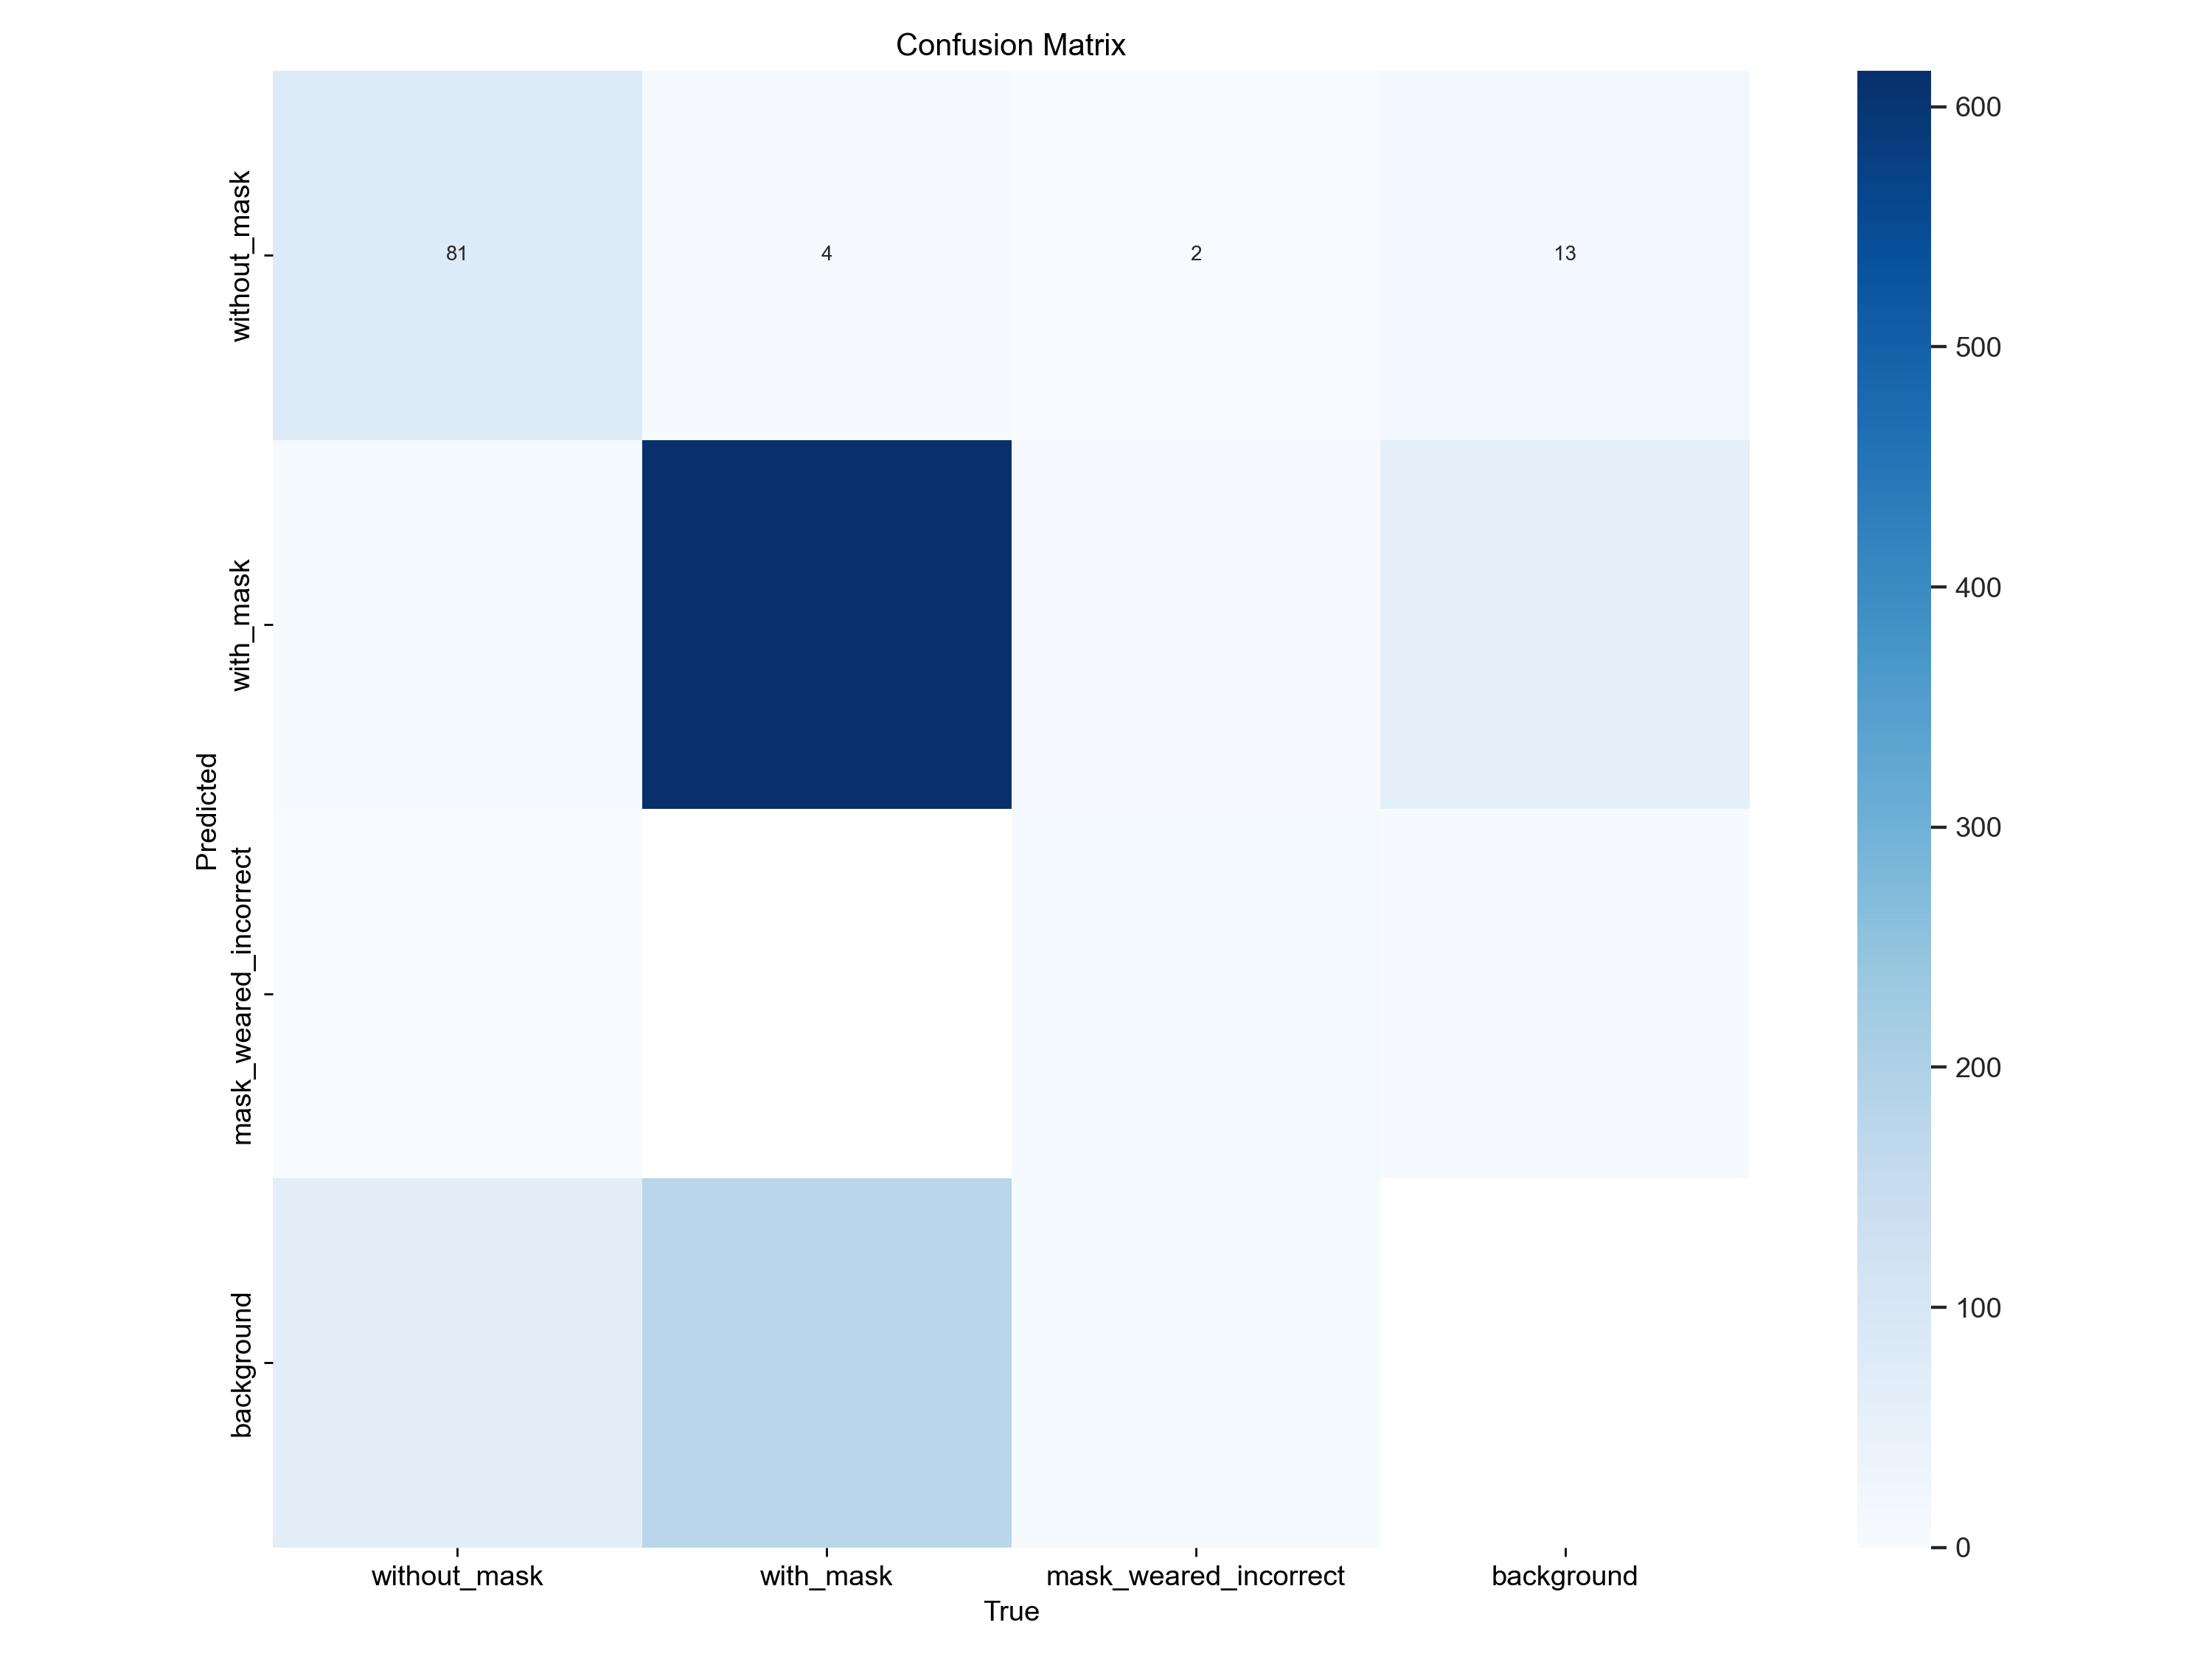 Confusion Matrix
without_mask
with_mask
mask_weared_incorrect
background
Predicted
81 4 2 13
without_mask with_mask mask_weared_incorrect background
True
600
500
400
300
200
100
0